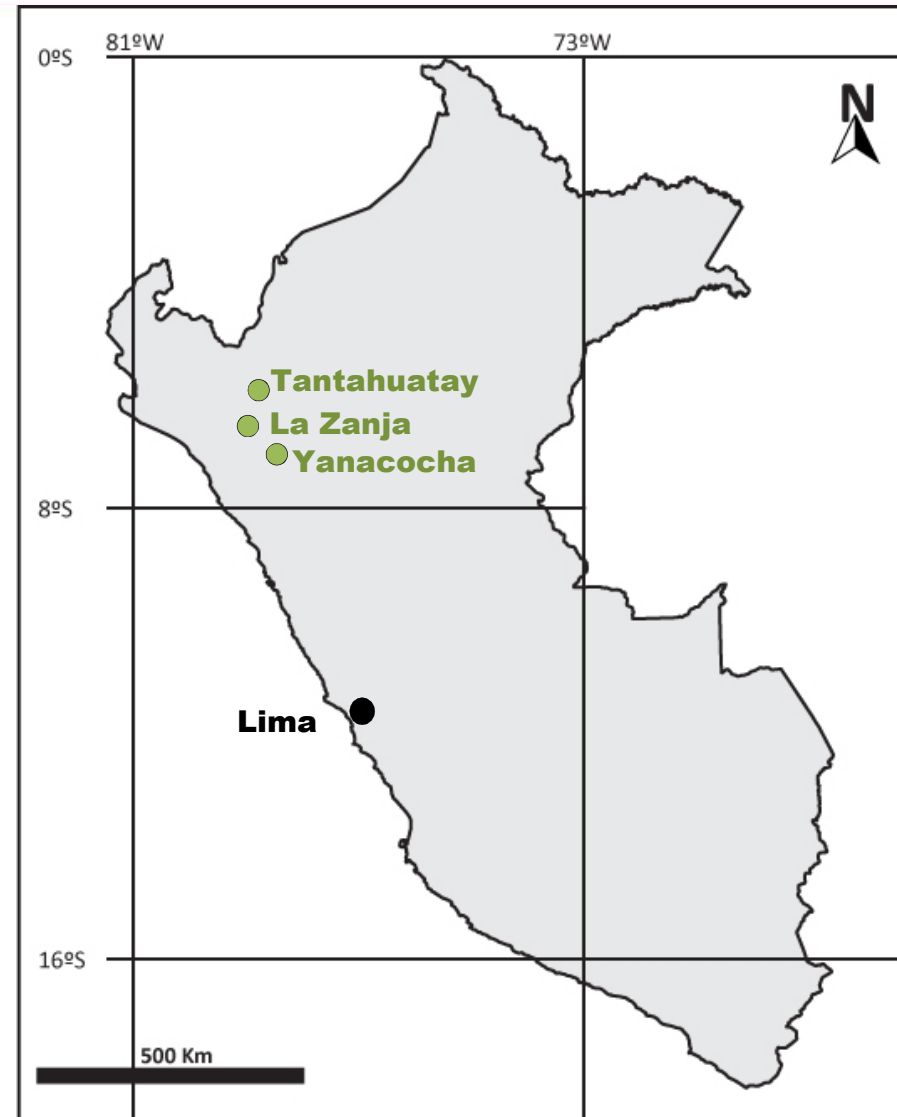 81ºW 73ºW
0ºS
N
Tantahuatay
La Zanja
Yanacocha
8ºS
Lima
16ºS
500 Km